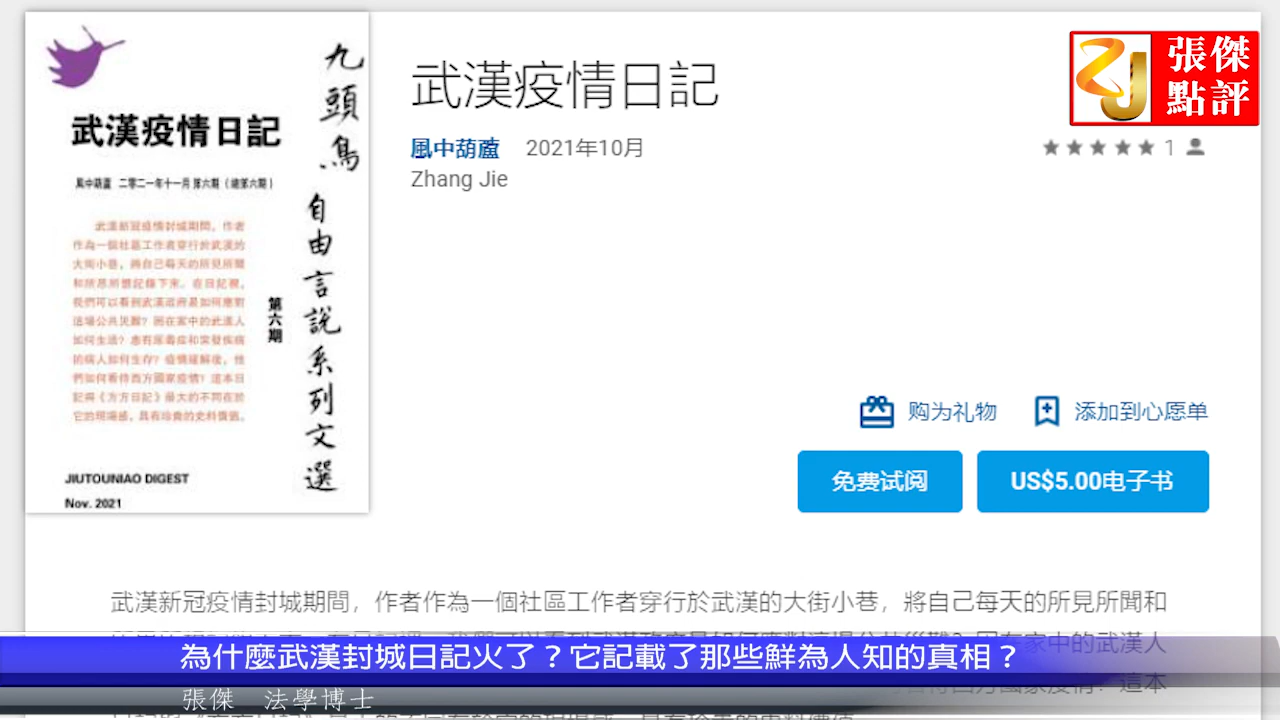 武漢疫情日記
風中葫蘆 二零二一年十一月 第六期（總第六期）
武漢新冠疫情封城期間，作者
作為一個社區工作者穿行於武漢的
大街小巷，將自己每天的所見所聞
和所思所想記錄下來。在日記裡，
我們可以看到武漢政府是如何應對
這場公共災難？困在家中的武漢人
如何生活？患有尿毒症和常發疾病
的病人如何生存？疫情緩解後，他
們如何看待西方國家疫情？這本日
記與《方方日記》最大的不同在於
它的現場感，具有珍貴的史料價值。
九頭鳥
自由言說系列文選
第六期
JIUTOUNIAO DIGEST
Nov. 2021
武漢疫情日記
風中葫蘆 2021年10月
Zhang Jie
1
張傑
點評
购为礼物
添加到心愿单
免费试阅
US$5.00电子书
武漢新冠疫情封城期間，作者作為一個社區工作者穿行於武漢的大街小巷，將自己每天的所見所聞和
為什麼武漢封城日記火了？它記載了那些鮮為人知的真相？
張傑 法學博士